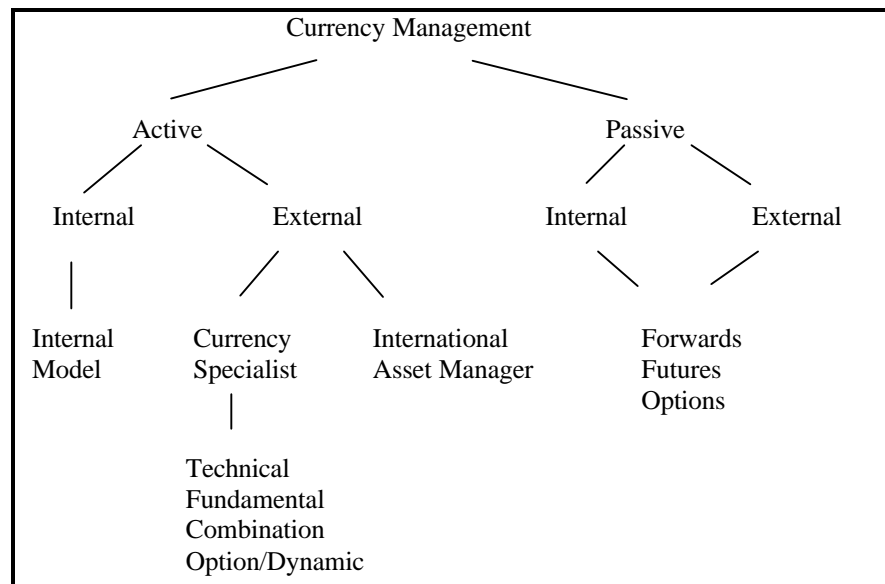 Currency Management
Active
Passive
Internal
External
Internal
External
Internal
Model
Currency
Specialist
International
Asset Manager
Forwards
Futures
Options
Technical
Fundamental
Combination
Option/Dynamic